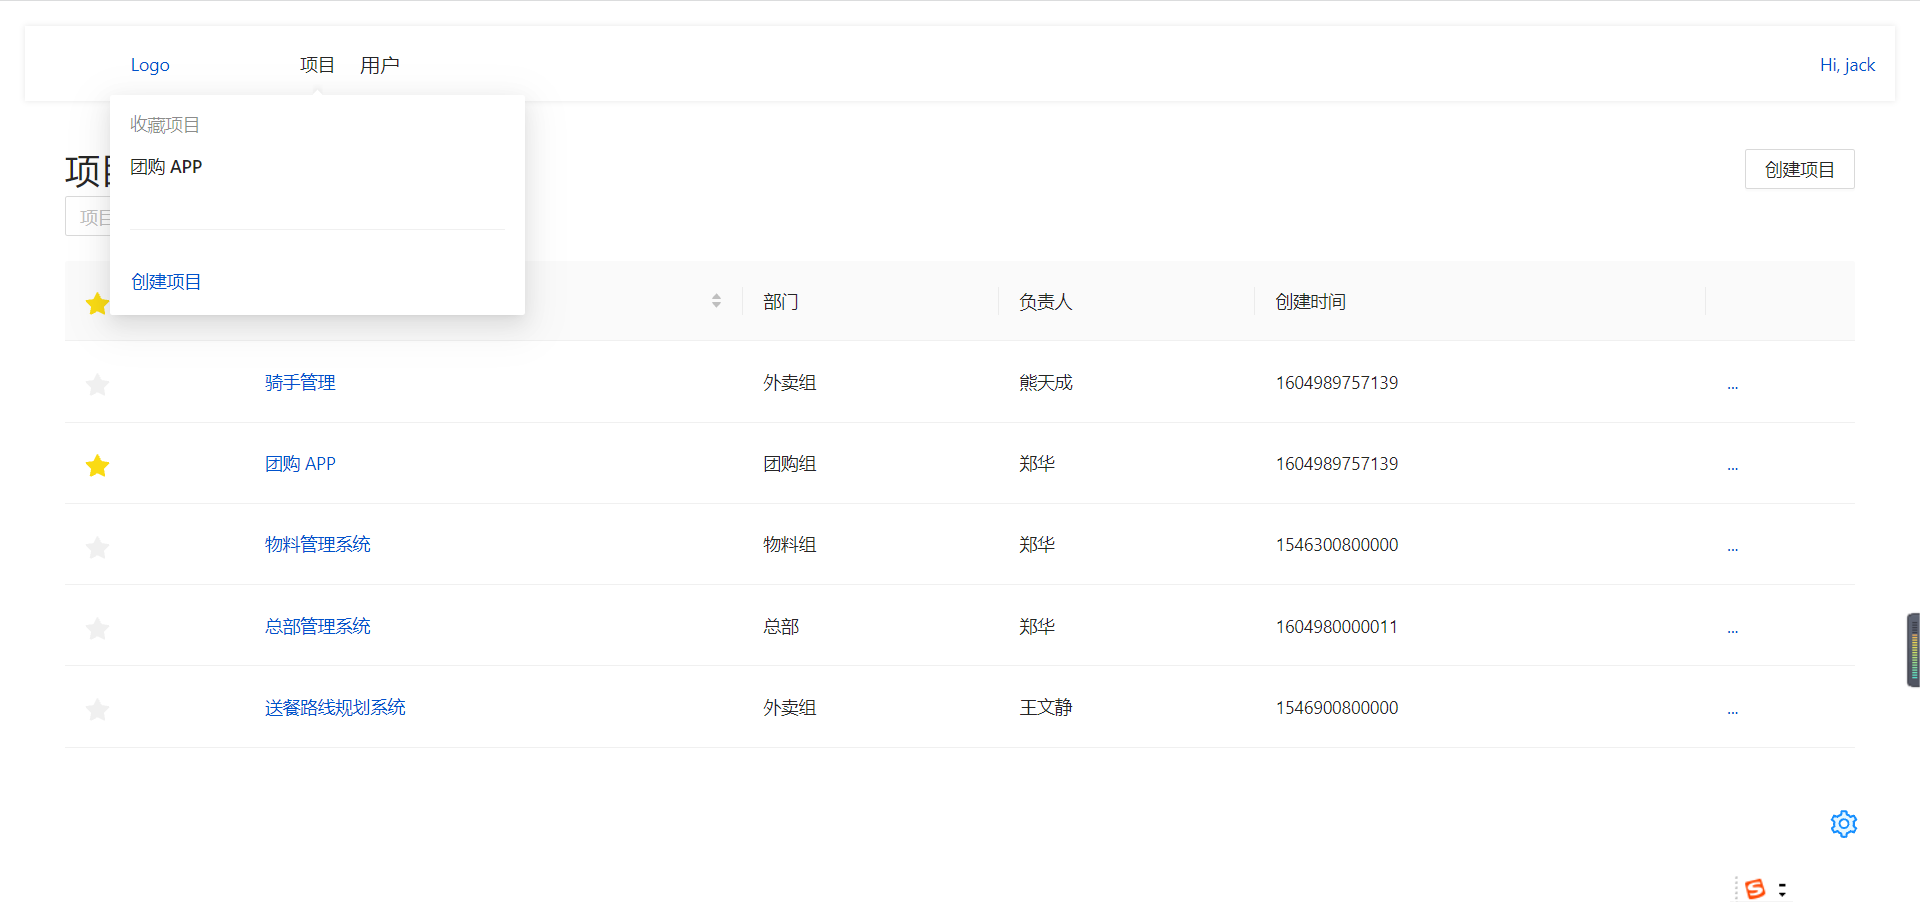 Logo 项目 用户 Hi, jack
收藏项目
团购 APP
项目
创建项目
项目
创建项目
部门 负责人 创建时间
骑手管理 外卖组 熊天成 1604989757139 ...
团购 APP 团购组 郑华 1604989757139 ...
物料管理系统 物料组 郑华 1546300800000 ...
总部管理系统 总部 郑华 1604980000011 ...
送餐路线规划系统 外卖组 王文静 1546900800000 ...